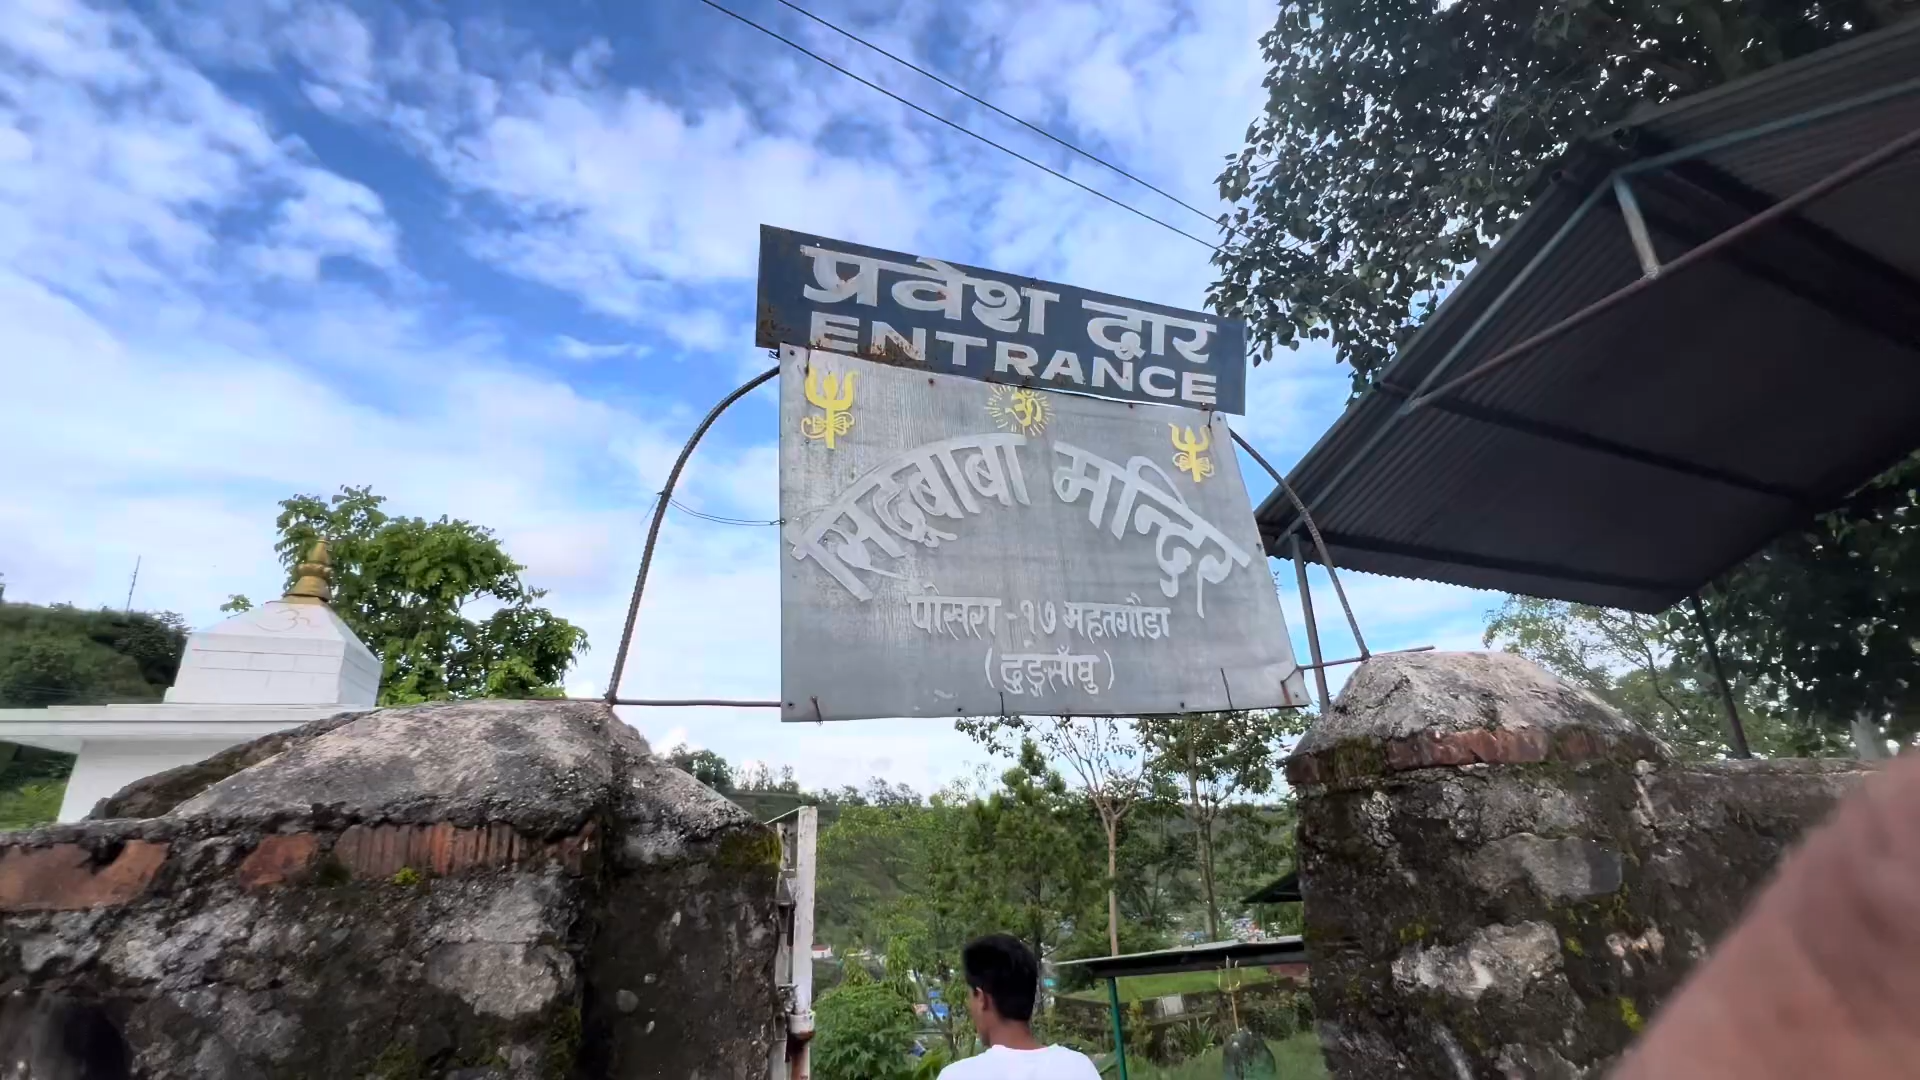 प्रवेश द्वार
ENTRANCE
ॐ
सिद्धबाबा मन्दिर
पोखरा - १७ महतगौडा
(ढुङ्गेसाँघु)
ॐ